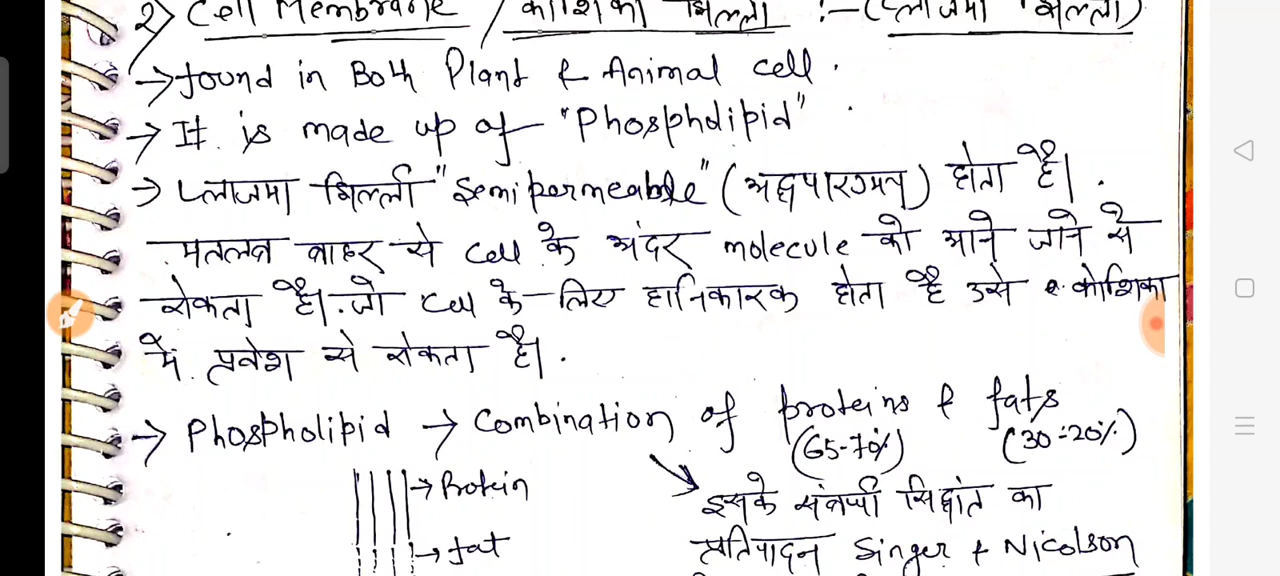 2) Cell Membrane / कोशिका झिल्ली :- (प्लाज्मा झिल्ली)
→ found in Both Plant & Animal cell.
→ It is made up of "Phospholipid".
→ प्लाजमा झिल्ली "Semipermeable" (अर्द्धपारगम्य) होता है।
मतलब बाहर से cell के अंदर molecule को आने जाने से
रोकता है। जो cell के लिए हानिकारक होता है उसे कोशिका
में प्रवेश से रोकता है।
→ Phospholipid → Combination of proteins & fats
(65-70%) (30-20%)
→ Protein
इसके संबधी सिद्धांत का
→ fat
प्रतिपादन Singer & Nicolson